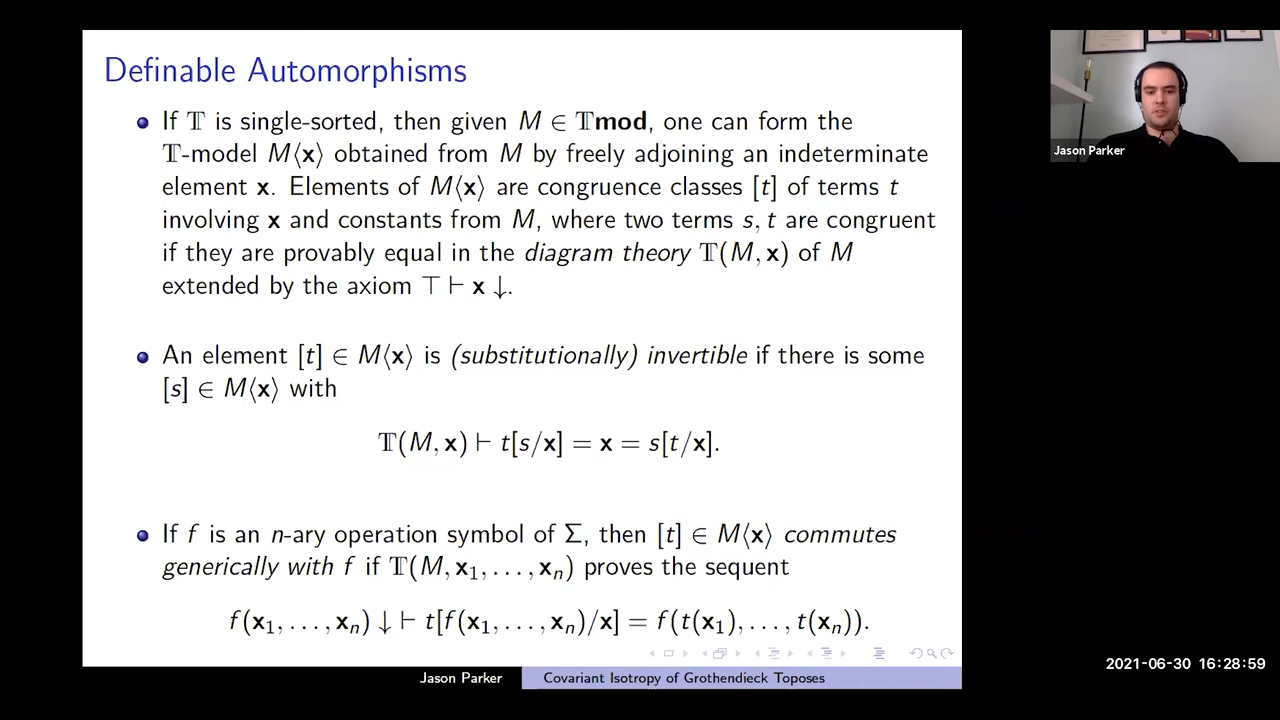 Definable Automorphisms
If 𝕋 is single-sorted, then given M ∈ 𝕋mod, one can form the
𝕋-model M⟨x⟩ obtained from M by freely adjoining an indeterminate
element x. Elements of M⟨x⟩ are congruence classes [t] of terms t
involving x and constants from M, where two terms s, t are congruent
if they are provably equal in the diagram theory 𝕋(M, x) of M
extended by the axiom ⊤ ⊢ x ↓.
An element [t] ∈ M⟨x⟩ is (substitutionally) invertible if there is some
[s] ∈ M⟨x⟩ with
𝕋(M, x) ⊢ t[s/x] = x = s[t/x].
If f is an n-ary operation symbol of Σ, then [t] ∈ M⟨x⟩ commutes
generically with f if 𝕋(M, x₁, . . . , xₙ) proves the sequent
f(x₁, . . . , xₙ) ↓ ⊢ t[f(x₁, . . . , xₙ)/x] = f(t(x₁), . . . , t(xₙ)).
Jason Parker
Covariant Isotropy of Grothendieck Toposes
Jason Parker
2021-06-30 16:28:59